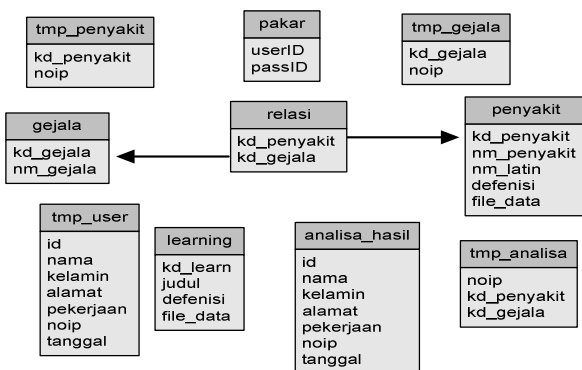 tmp_penyakit
kd_penyakit
noip
pakar
userID
passID
tmp_gejala
kd_gejala
noip
gejala
kd_gejala
nm_gejala
relasi
kd_penyakit
kd_gejala
penyakit
kd_penyakit
nm_penyakit
nm_latin
defenisi
file_data
tmp_user
id
nama
kelamin
alamat
pekerjaan
noip
tanggal
learning
kd_learn
judul
defenisi
file_data
analisa_hasil
id
nama
kelamin
alamat
pekerjaan
noip
tanggal
tmp_analisa
noip
kd_penyakit
kd_gejala